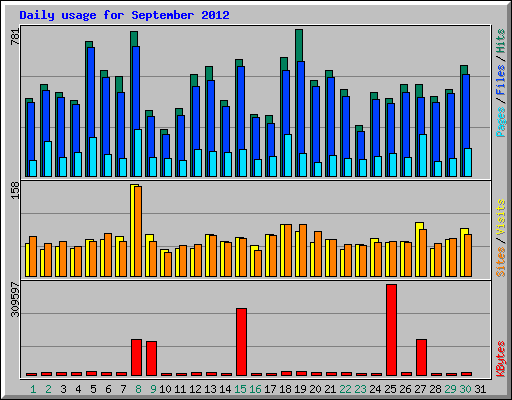 Daily usage for September 2012
781
Pages / Files / Hits
158
Sites / Visits
309597
KBytes
1 2 3 4 5 6 7 8 9 10 11 12 13 14 15 16 17 18 19 20 21 22 23 24 25 26 27 28 29 30 31